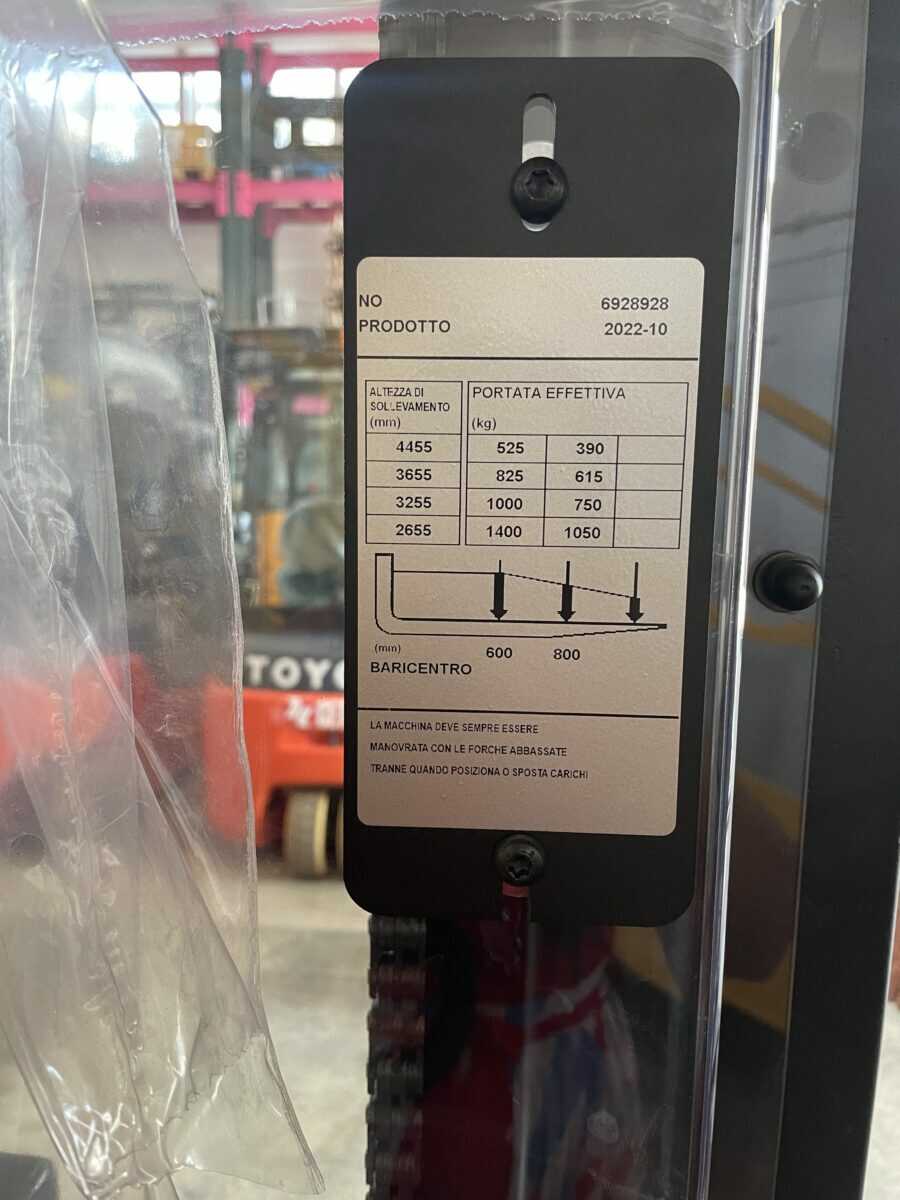 NO 6928928
PRODOTTO 2022-10
ALTEZZA DI
SOLLEVAMENTO
(mm)
PORTATA EFFETTIVA
(kg)
4455 525 390
3655 825 615
3255 1000 750
2655 1400 1050
(mm) 600 800
BARICENTRO
LA MACCHINA DEVE SEMPRE ESSERE
MANOVRATA CON LE FORCHE ABBASSATE
TRANNE QUANDO POSIZIONA O SPOSTA CARICHI